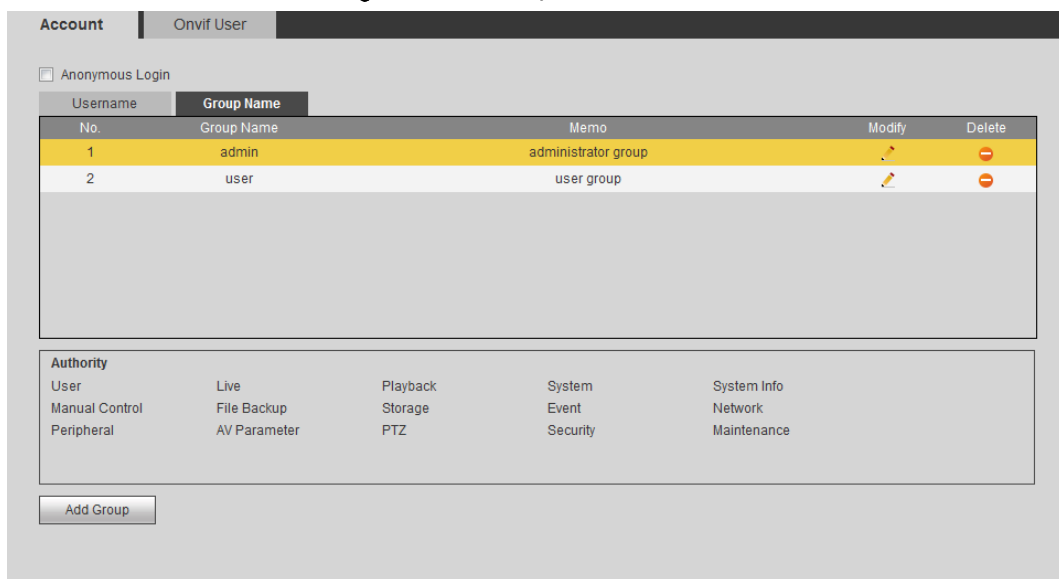 Account Onvif User
Anonymous Login
Username Group Name
No. Group Name Memo Modify Delete
1 admin administrator group
2 user user group
Authority
User Live Playback System System Info
Manual Control File Backup Storage Event Network
Peripheral AV Parameter PTZ Security Maintenance
Add Group